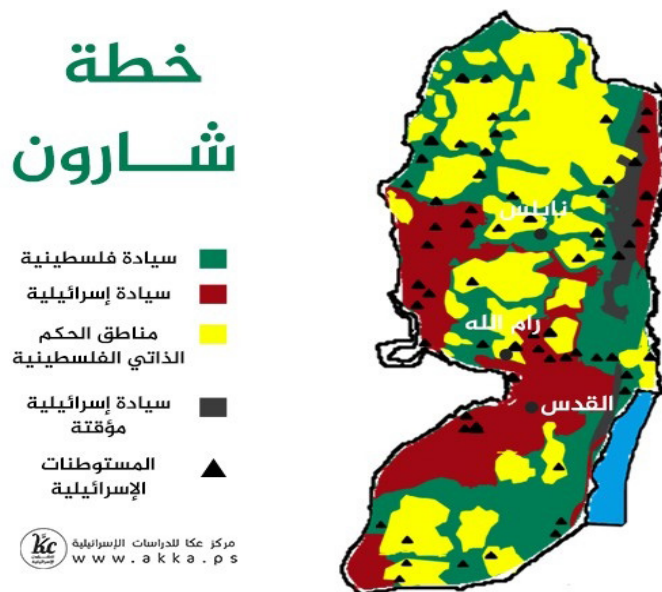 خطة
شـــارون
سيادة فلسطينية
سيادة إسرائيلية
مناطق الحكم
الذاتي الفلسطينية
سيادة إسرائيلية
مؤقتة
المستوطنات
الإسرائيلية
مركز عكا للدراسات الإسرائيلية
www.akka.ps
نابلس
رام الله
القدس